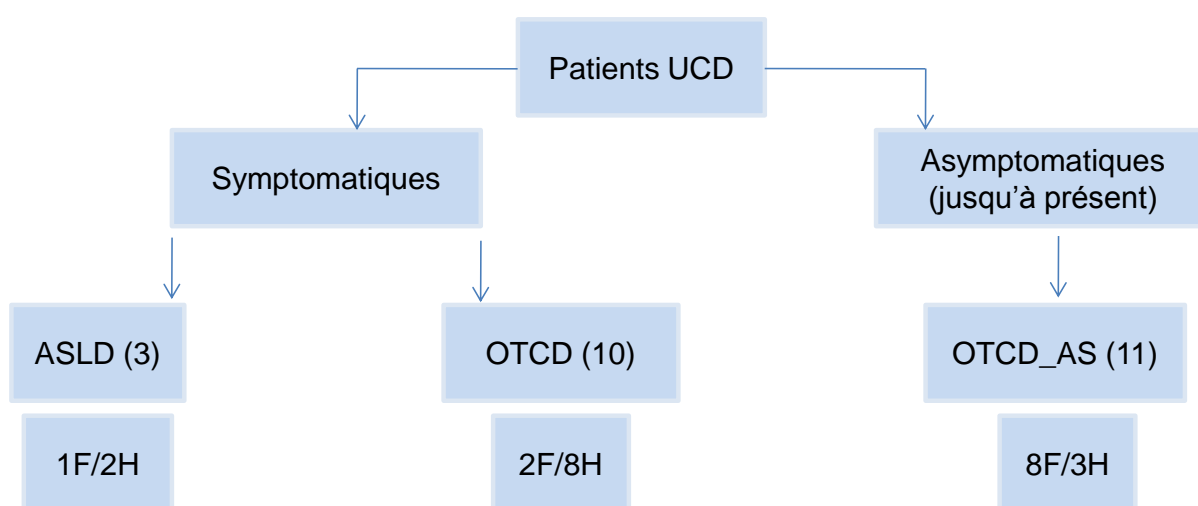 Patients UCD
Symptomatiques
Asymptomatiques
(jusqu’à présent)
ASLD (3)
OTCD (10)
OTCD_AS (11)
1F/2H
2F/8H
8F/3H